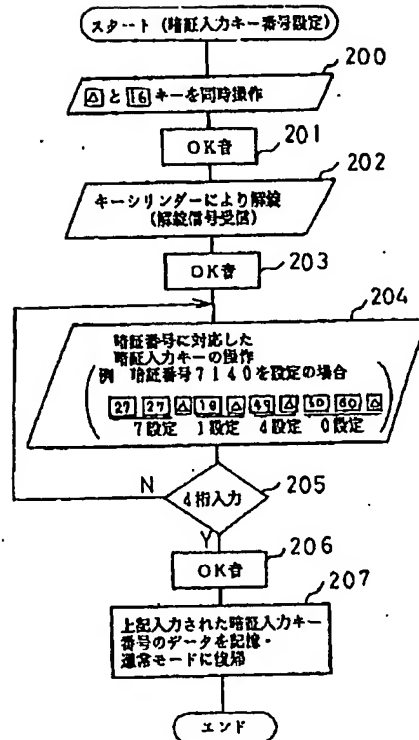 スタート(暗証入力キー番号設定)
200
△と16キーを同時操作
201
OK音
202
キーシリンダーにより解錠
(解錠信号受信)
203
OK音
204
暗証番号に対応した
暗証入力キーの操作
例 暗証番号7140を設定の場合
27 27 △ 18 △ 49 △ △
7設定 1設定 4設定 0設定
N
4桁入力
205
Y
206
OK音
207
上記入力された暗証入力キー
番号のデータを記憶・
通常モードに復帰
エンド